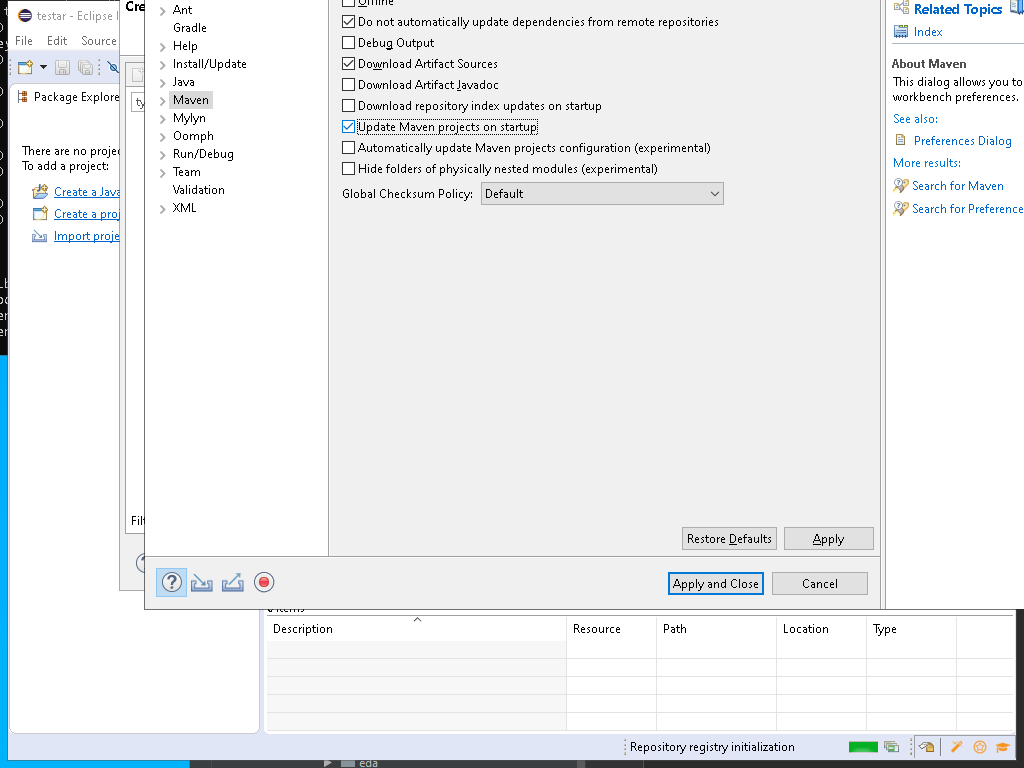 testar - Eclipse I
File Edit Source
Package Explore
There are no projec
To add a project:
Create a Java
Create a proj
Import proje
Cre
ty
Filt
Ant
Gradle
Help
Install/Update
Java
Maven
Mylyn
Oomph
Run/Debug
Team
Validation
XML
Offline
Do not automatically update dependencies from remote repositories
Debug Output
Download Artifact Sources
Download Artifact Javadoc
Download repository index updates on startup
Update Maven projects on startup
Automatically update Maven projects configuration (experimental)
Hide folders of physically nested modules (experimental)
Global Checksum Policy: Default
Restore Defaults Apply
Apply and Close Cancel
Related Topics
Index
About Maven
This dialog allows you to
workbench preferences.
See also:
Preferences Dialog
More results:
Search for Maven
Search for Preference
items
Description Resource Path Location Type
Repository registry initialization
eda